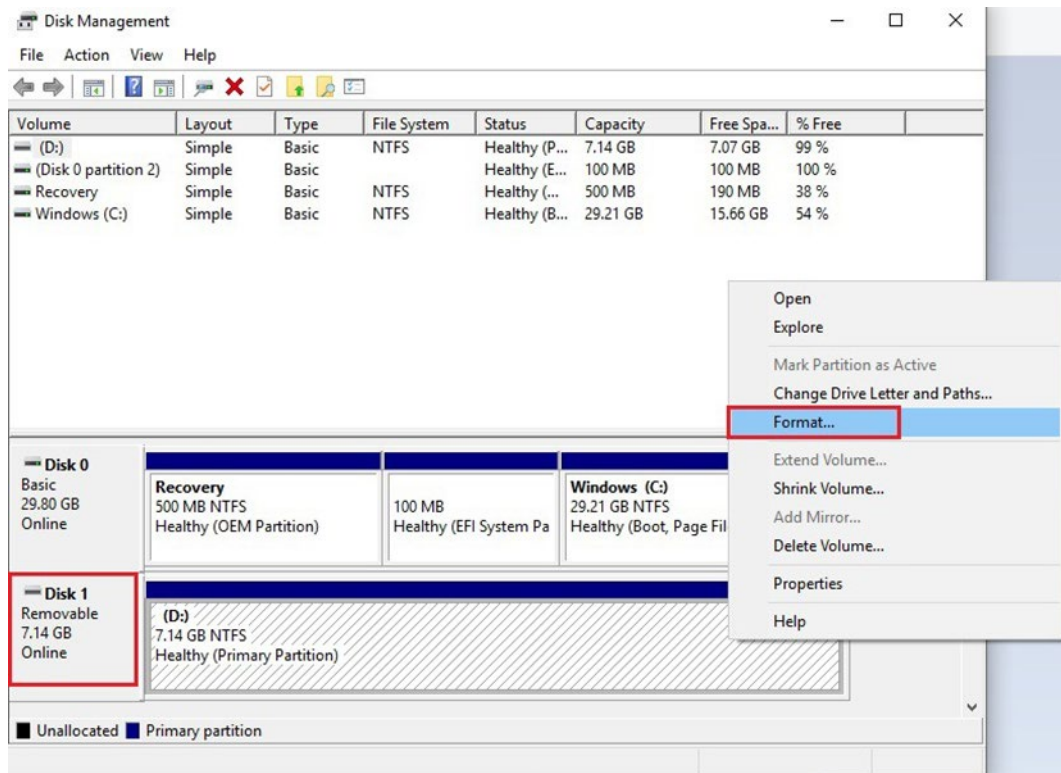 Disk Management
File Action View Help
Volume Layout Type File System Status Capacity Free Spa... % Free
(D:) Simple Basic NTFS Healthy (P... 7.14 GB 7.07 GB 99 %
(Disk 0 partition 2) Simple Basic Healthy (E... 100 MB 100 MB 100 %
Recovery Simple Basic NTFS Healthy (... 500 MB 190 MB 38 %
Windows (C:) Simple Basic NTFS Healthy (B... 29.21 GB 15.66 GB 54 %
Open
Explore
Mark Partition as Active
Change Drive Letter and Paths...
Format...
Extend Volume...
Shrink Volume...
Add Mirror...
Delete Volume...
Properties
Help
Disk 0
Basic
29.80 GB
Online
Recovery
500 MB NTFS
Healthy (OEM Partition)
100 MB
Healthy (EFI System Pa
Windows (C:)
29.21 GB NTFS
Healthy (Boot, Page Fil
Disk 1
Removable
7.14 GB
Online
(D:)
7.14 GB NTFS
Healthy (Primary Partition)
Unallocated Primary partition